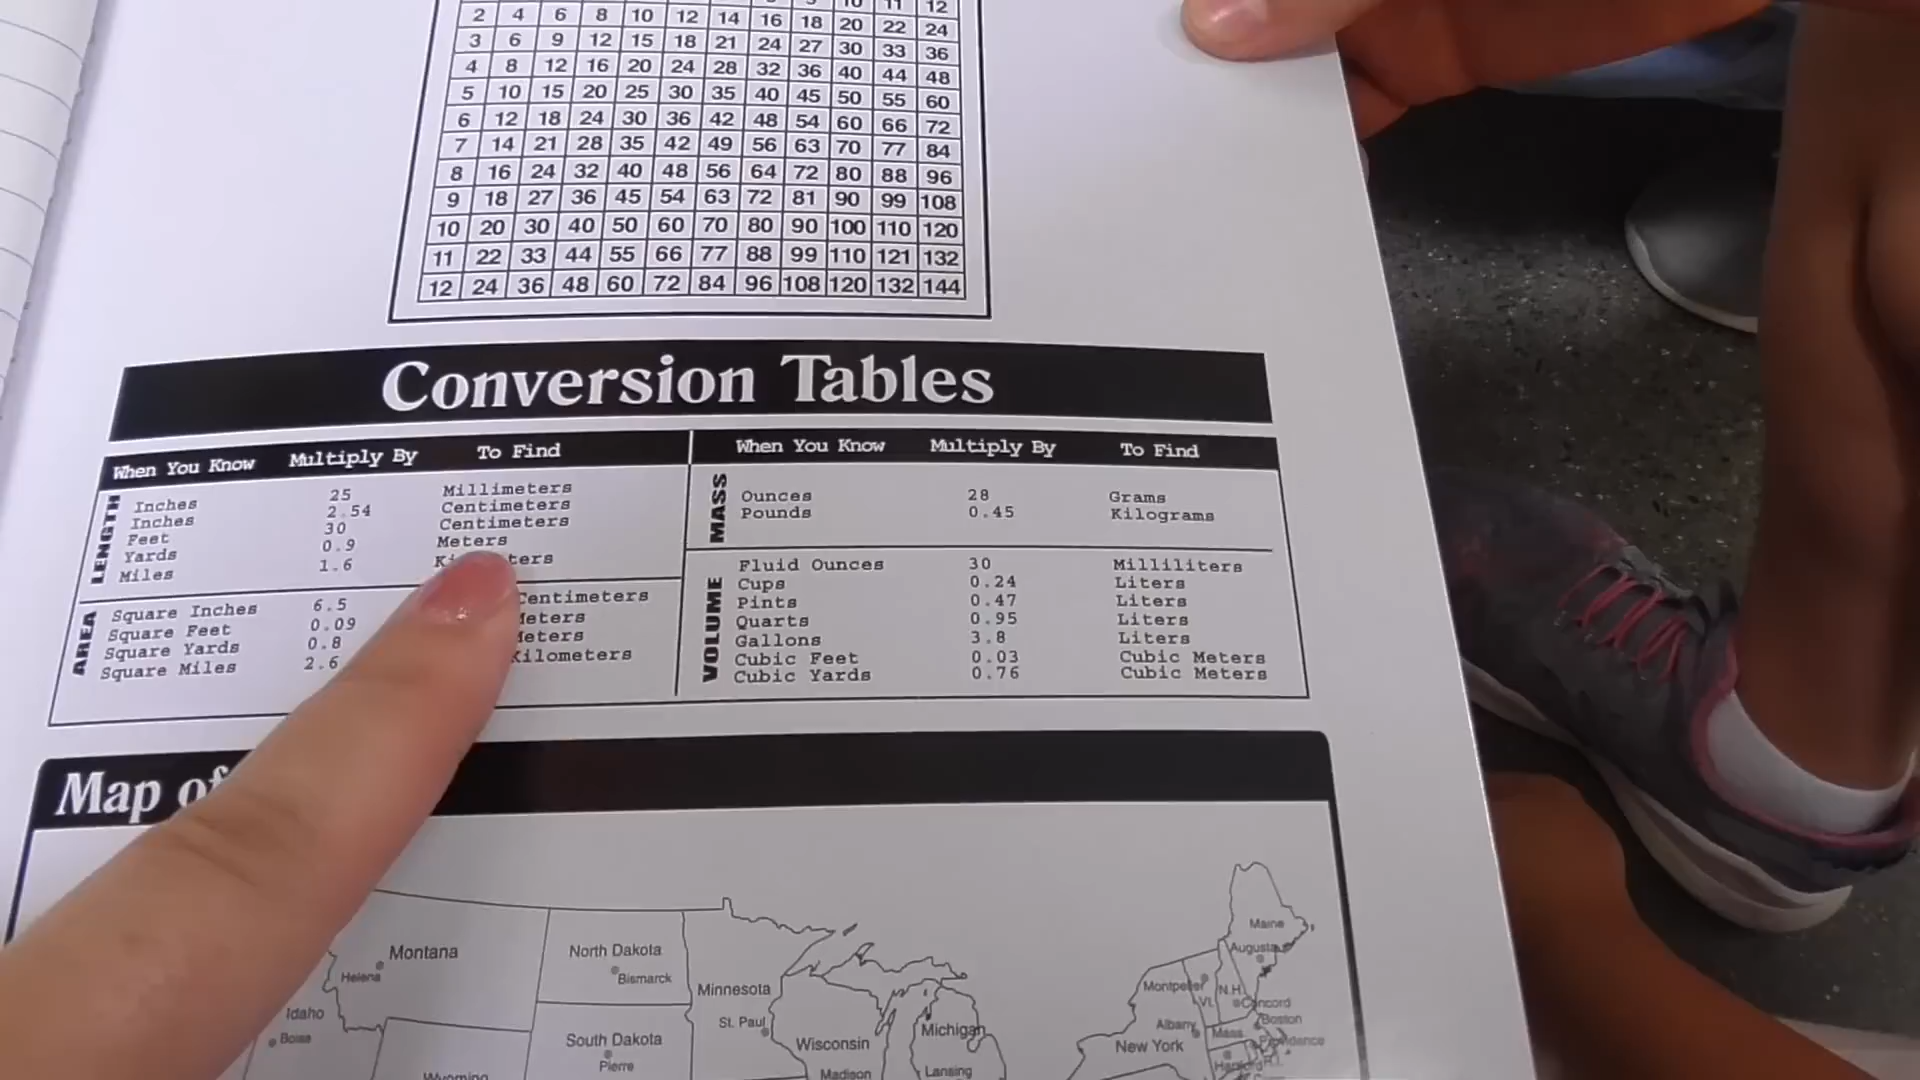 10 11 12
2 4 6 8 10 12 14 16 18 20 22 24
3 6 9 12 15 18 21 24 27 30 33 36
4 8 12 16 20 24 28 32 36 40 44 48
5 10 15 20 25 30 35 40 45 50 55 60
6 12 18 24 30 36 42 48 54 60 66 72
7 14 21 28 35 42 49 56 63 70 77 84
8 16 24 32 40 48 56 64 72 80 88 96
9 18 27 36 45 54 63 72 81 90 99 108
10 20 30 40 50 60 70 80 90 100 110 120
11 22 33 44 55 66 77 88 99 110 121 132
12 24 36 48 60 72 84 96 108 120 132 144
Conversion Tables
When You Know Multiply By To Find
LENGTH
Inches 25 Millimeters
Inches 2.54 Centimeters
Feet 30 Centimeters
Yards 0.9 Meters
Miles 1.6
AREA
Square Inches 6.5 Centimeters
Square Feet 0.09 Meters
Square Yards 0.8 Meters
Square Miles 2.6 Kilometers
When You Know Multiply By To Find
MASS
Ounces 28 Grams
Pounds 0.45 Kilograms
VOLUME
Fluid Ounces 30 Milliliters
Cups 0.24 Liters
Pints 0.47 Liters
Quarts 0.95 Liters
Gallons 3.8 Liters
Cubic Feet 0.03 Cubic Meters
Cubic Yards 0.76 Cubic Meters
Map of
Maine
Augusta
Montana
Helena
North Dakota
Bismarck
Minnesota
St. Paul
Montpelier
Vt.
N.H.
Concord
Idaho
Boise
South Dakota
Pierre
Wisconsin
Madison
Michigan
Lansing
Albany
New York
Mass.
Boston
Providence
Hartford
R.I.
Wyoming